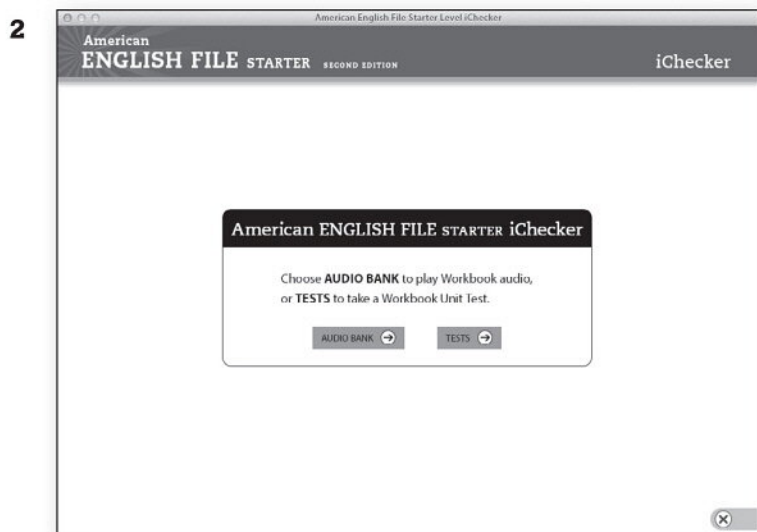 2
American English File Starter Level iChecker
American
ENGLISH FILE STARTER SECOND EDITION
iChecker
American ENGLISH FILE STARTER iChecker
Choose AUDIO BANK to play Workbook audio,
or TESTS to take a Workbook Unit Test.
AUDIO BANK
TESTS